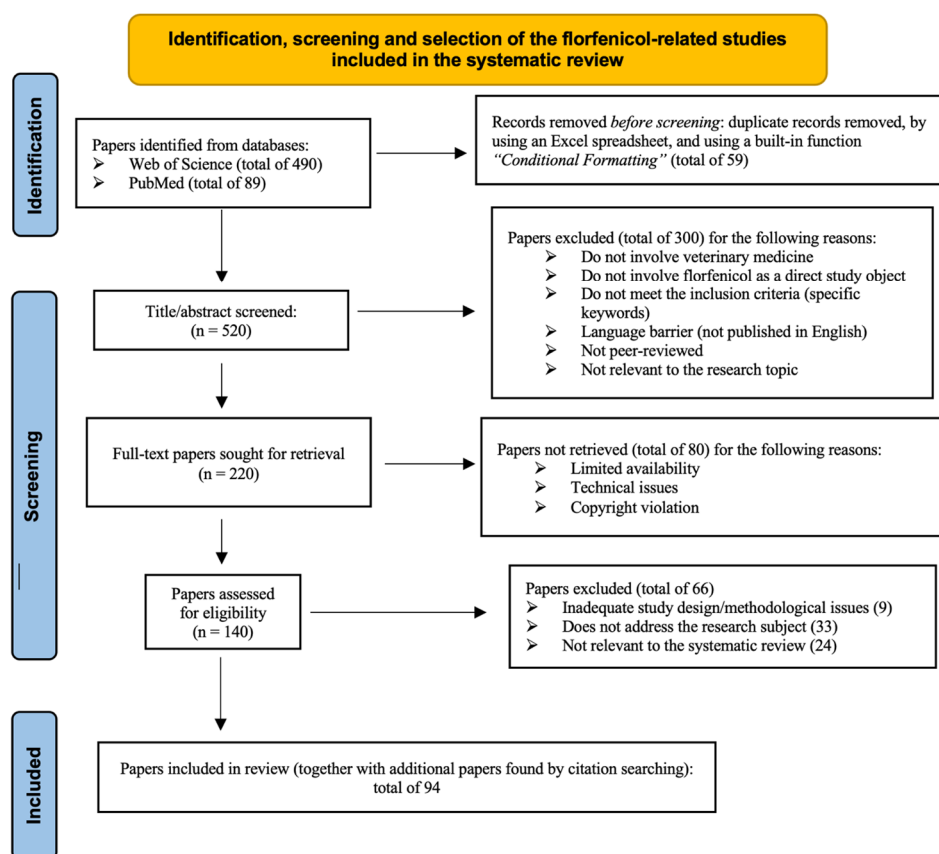 Identification, screening and selection of the florfenicol-related studies
included in the systematic review
Identification
Papers identified from databases:
➢ Web of Science (total of 490)
➢ PubMed (total of 89)
Records removed before screening: duplicate records removed, by
using an Excel spreadsheet, and using a built-in function
“Conditional Formatting” (total of 59)
Screening
Title/abstract screened:
(n = 520)
Papers excluded (total of 300) for the following reasons:
➢ Do not involve veterinary medicine
➢ Do not involve florfenicol as a direct study object
➢ Do not meet the inclusion criteria (specific
keywords)
➢ Language barrier (not published in English)
➢ Not peer-reviewed
➢ Not relevant to the research topic
Full-text papers sought for retrieval
(n = 220)
Papers not retrieved (total of 80) for the following reasons:
➢ Limited availability
➢ Technical issues
➢ Copyright violation
Papers assessed
for eligibility
(n = 140)
Papers excluded (total of 66)
➢ Inadequate study design/methodological issues (9)
➢ Does not address the research subject (33)
➢ Not relevant to the systematic review (24)
Included
Papers included in review (together with additional papers found by citation searching):
total of 94